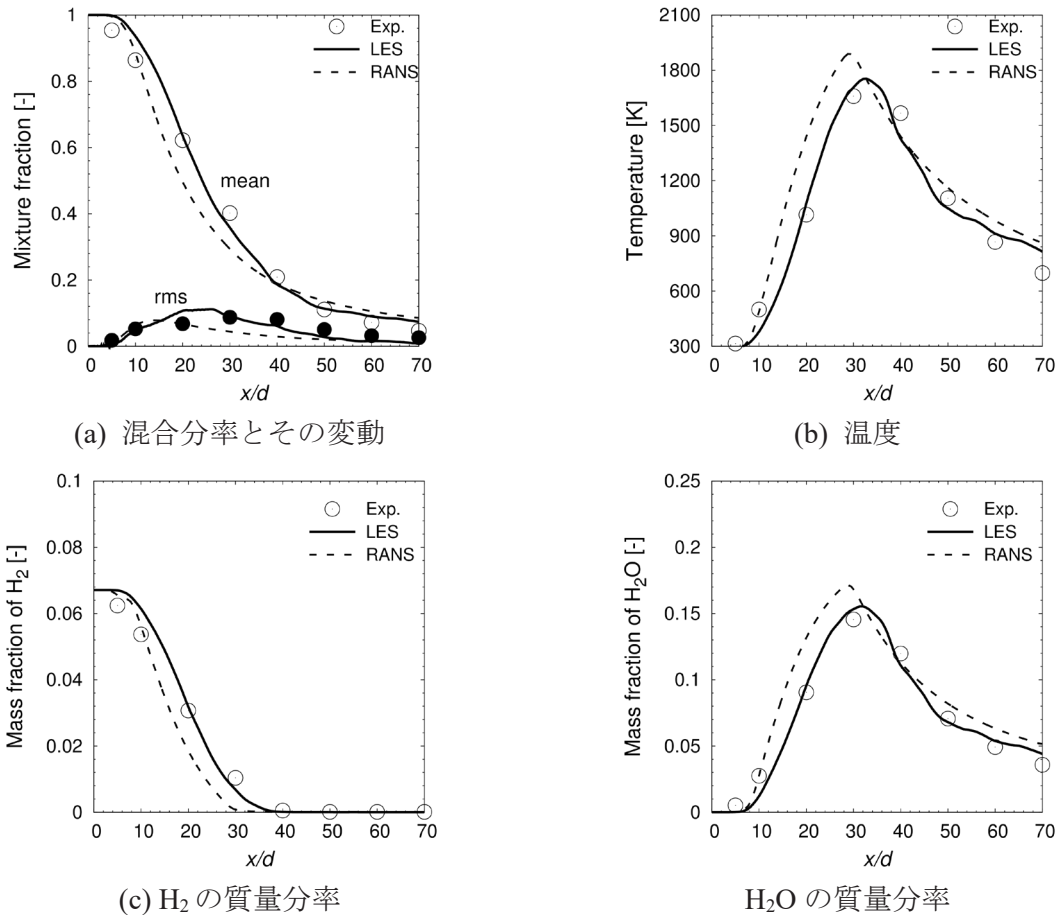 Exp.
LES
RANS
Mixture fraction [-]
1
0.8
0.6
0.4
0.2
0
mean
rms
0 10 20 30 40 50 60 70
x/d
(a) 混合分率とその変動
Exp.
LES
RANS
Temperature [K]
2100
1800
1500
1200
900
600
300
0 10 20 30 40 50 60 70
x/d
(b) 温度
Exp.
LES
RANS
Mass fraction of H₂ [-]
0.1
0.08
0.06
0.04
0.02
0
0 10 20 30 40 50 60 70
x/d
(c) H₂の質量分率
Exp.
LES
RANS
Mass fraction of H₂O [-]
0.25
0.2
0.15
0.1
0.05
0
0 10 20 30 40 50 60 70
x/d
H₂O の質量分率